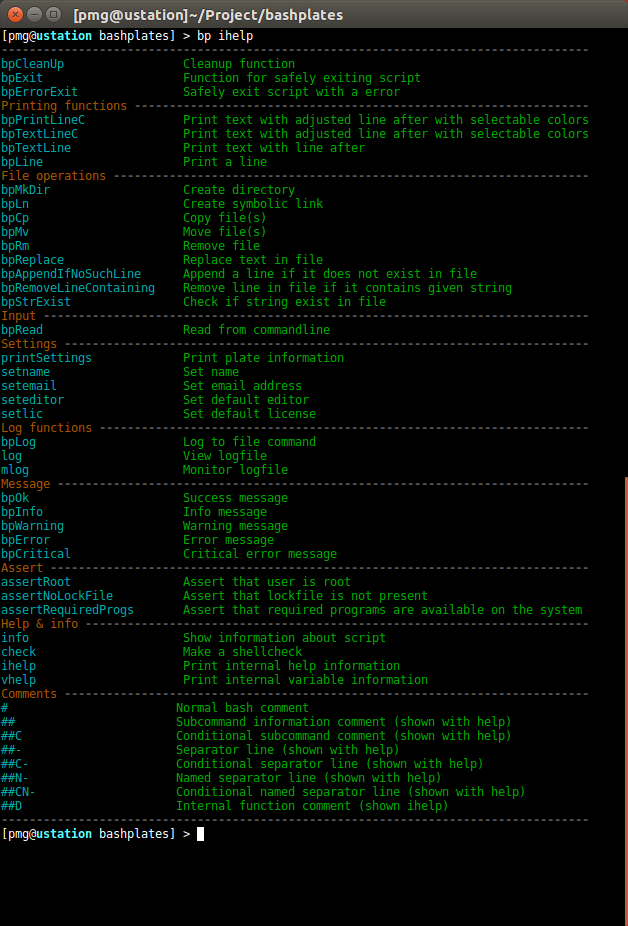 [pmg@ustation]~/Project/bashplates
[pmg@ustation bashplates] > bp ihelp
------------------------------------------------------------------------------------
bpCleanUp                 Cleanup function
bpExit                    Function for safely exiting script
bpErrorExit               Safely exit script with a error
Printing functions -----------------------------------------------------------------
bpPrintLineC              Print text with adjusted line after with selectable colors
bpTextLineC               Print text with adjusted line after with selectable colors
bpTextLine                Print text with line after
bpLine                    Print a line
File operations --------------------------------------------------------------------
bpMkDir                   Create directory
bpLn                      Create symbolic link
bpCp                      Copy file(s)
bpMv                      Move file(s)
bpRm                      Remove file
bpReplace                 Replace text in file
bpAppendIfNoSuchLine      Append a line if it does not exist in file
bpRemoveLineContaining    Remove line in file if it contains given string
bpStrExist                Check if string exist in file
Input ------------------------------------------------------------------------------
bpRead                    Read from commandline
Settings ---------------------------------------------------------------------------
printSettings             Print plate information
setname                   Set name
setemail                  Set email address
seteditor                 Set default editor
setlic                    Set default license
Log functions ----------------------------------------------------------------------
bpLog                     Log to file command
log                       View logfile
mlog                      Monitor logfile
Message ----------------------------------------------------------------------------
bpOk                      Success message
bpInfo                    Info message
bpWarning                 Warning message
bpError                   Error message
bpCritical                Critical error message
Assert -----------------------------------------------------------------------------
assertRoot                Assert that user is root
assertNoLockFile          Assert that lockfile is not present
assertRequiredProgs       Assert that required programs are available on the system
Help & info ------------------------------------------------------------------------
info                      Show information about script
check                     Make a shellcheck
ihelp                     Print internal help information
vhelp                     Print internal variable information
Comments ---------------------------------------------------------------------------
#                        Normal bash comment
##                       Subcommand information comment (shown with help)
##C                      Conditional subcommand comment (shown with help)
##-                      Separator line (shown with help)
##C-                     Conditional separator line (shown with help)
##N-                     Named separator line (shown with help)
##CN-                    Conditional named separator line (shown with help)
##D                      Internal function comment (shown ihelp)
------------------------------------------------------------------------------------
[pmg@ustation bashplates] >